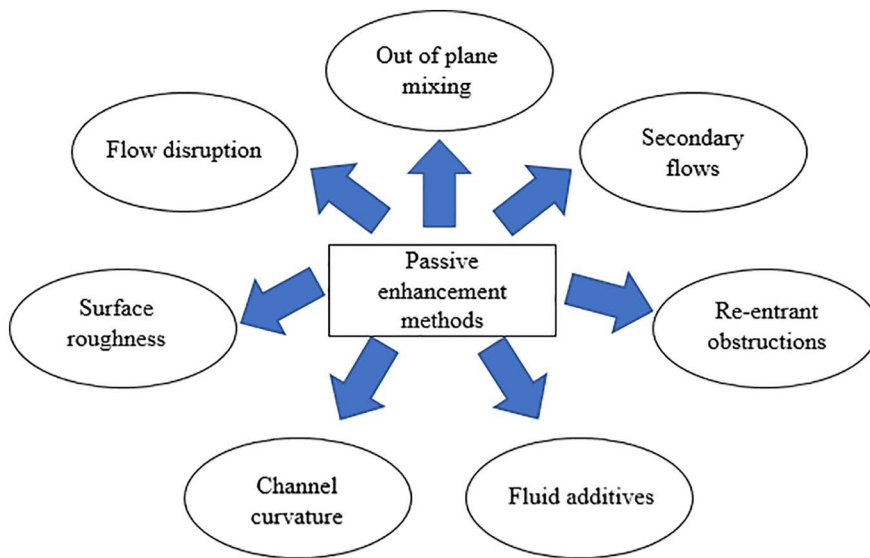 Out of plane
mixing
Flow disruption
Secondary
flows
Passive
enhancement
methods
Surface
roughness
Re-entrant
obstructions
Channel
curvature
Fluid additives